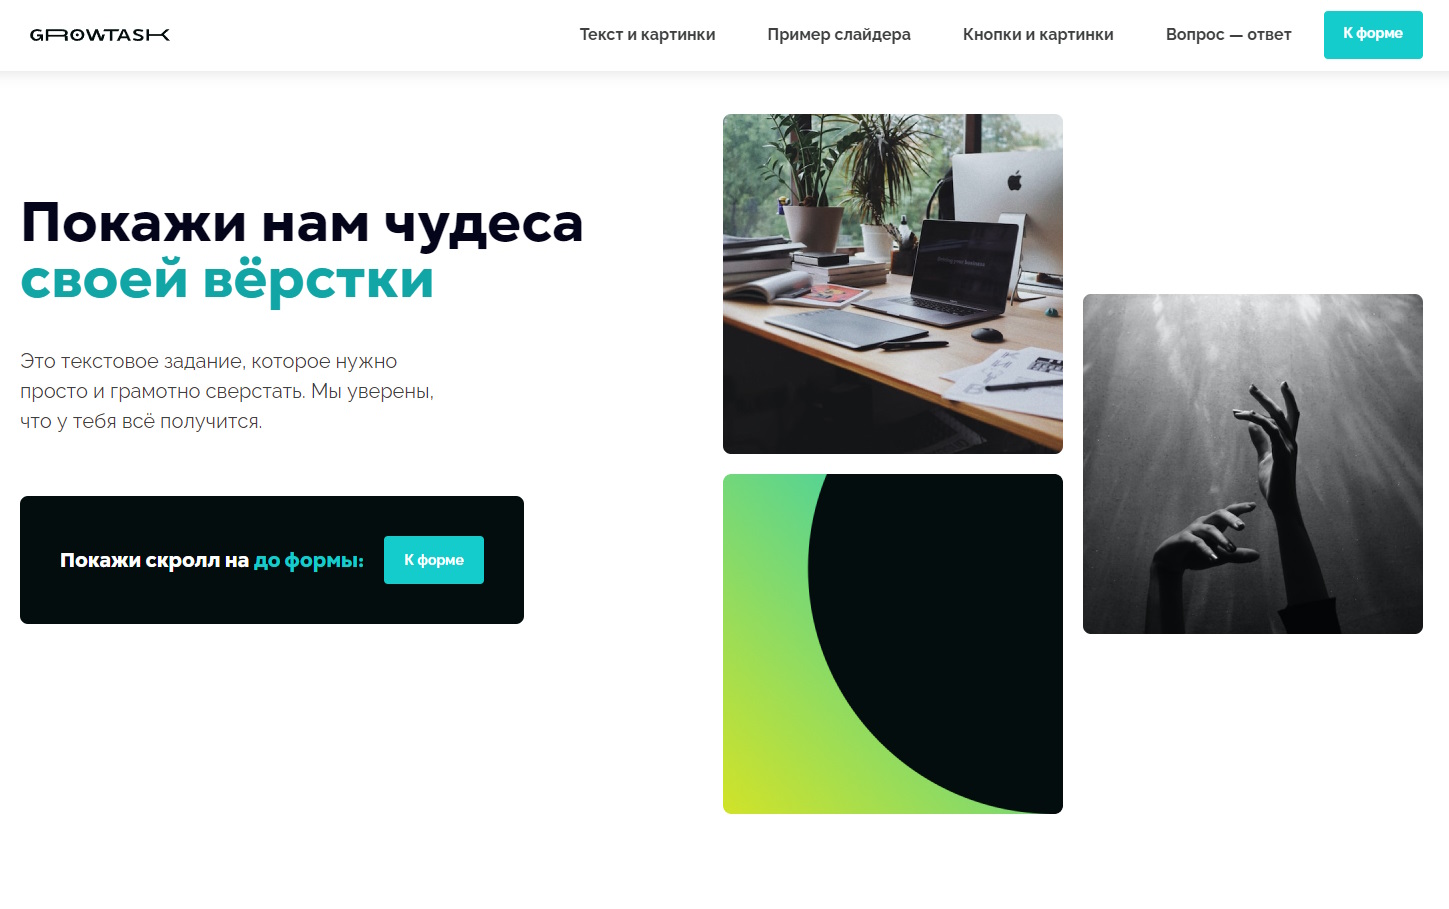 GROWTASK
Текст и картинки
Пример слайдера
Кнопки и картинки
Вопрос — ответ
К форме
Покажи нам чудеса
своей вёрстки
Это текстовое задание, которое нужно
просто и грамотно сверстать. Мы уверены,
что у тебя всё получится.
Покажи скролл на до формы:
К форме